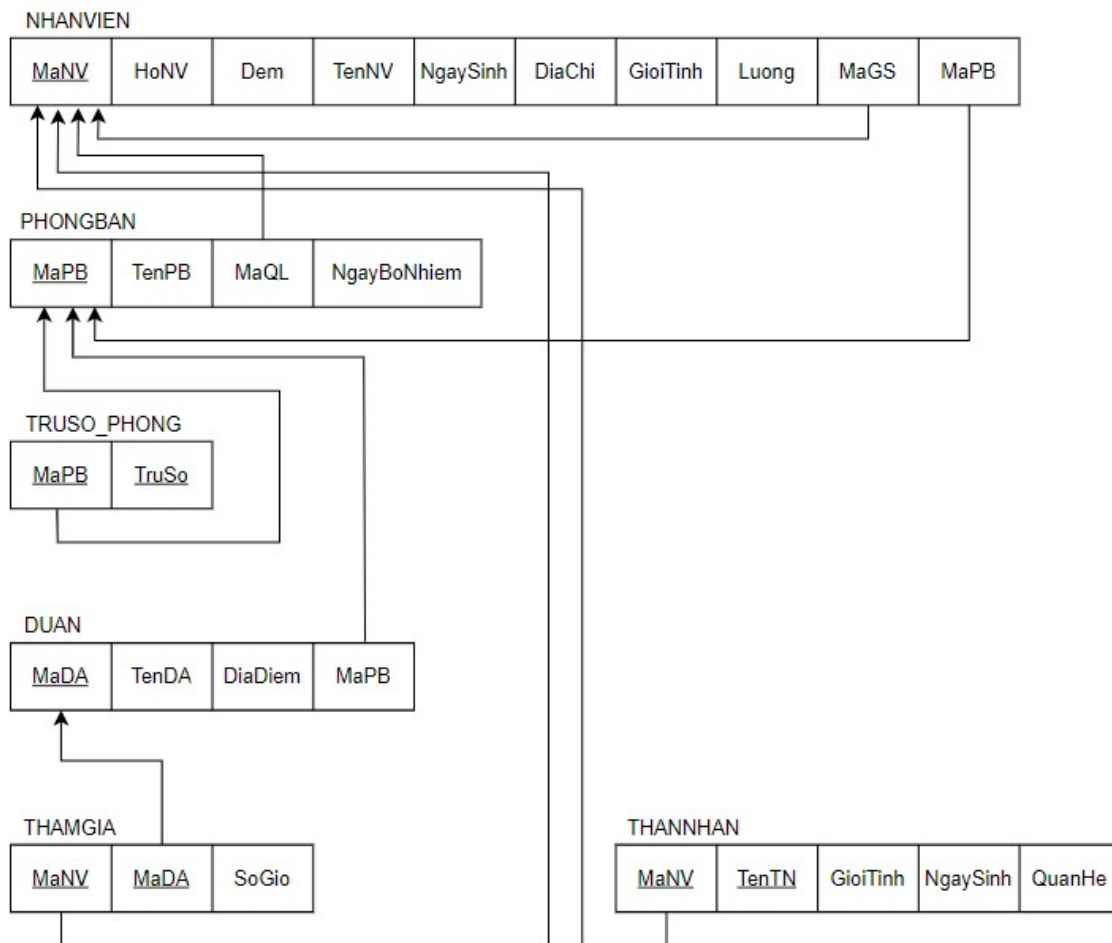 NHANVIEN
MaNV HoNV Dem TenNV NgaySinh DiaChi GioiTinh Luong MaGS MaPB
PHONGBAN
MaPB TenPB MaQL NgayBoNhiem
TRUSO_PHONG
MaPB TruSo
DUAN
MaDA TenDA DiaDiem MaPB
THAMGIA
MaNV MaDA SoGio
THANNHAN
MaNV TenTN GioiTinh NgaySinh QuanHe